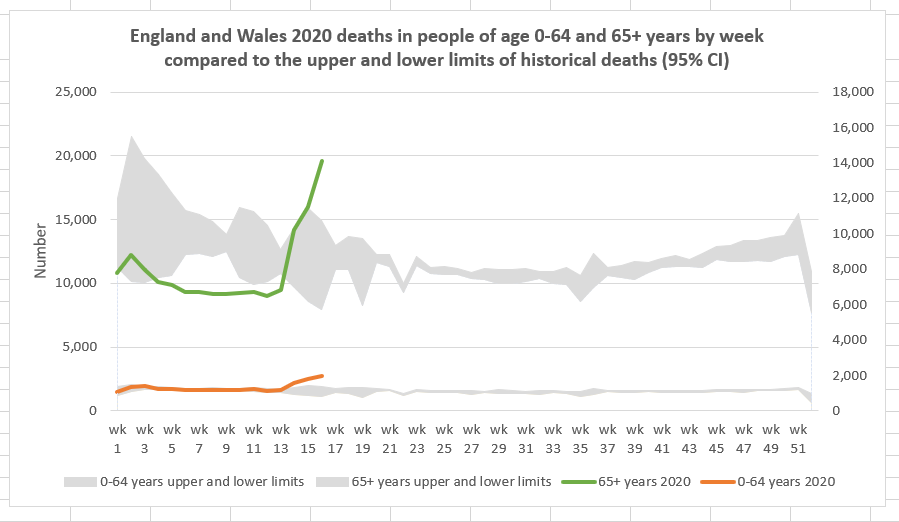 England and Wales 2020 deaths in people of age 0-64 and 65+ years by week
compared to the upper and lower limits of historical deaths (95% CI)
25,000
20,000
15,000
10,000
5,000
0
Number
18,000
16,000
14,000
12,000
10,000
8,000
6,000
4,000
2,000
0
wk wk wk wk wk wk wk wk wk wk wk wk wk wk wk wk wk wk wk wk wk wk wk wk wk wk
1 3 5 7 9 11 13 15 17 19 21 23 25 27 29 31 33 35 37 39 41 43 45 47 49 51
0-64 years upper and lower limits 65+ years upper and lower limits 65+ years 2020 0-64 years 2020